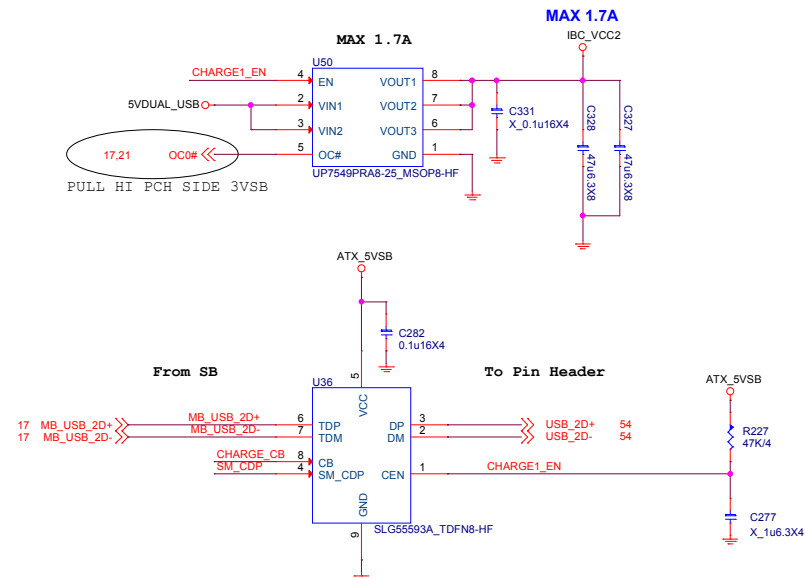 MAX 1.7A
MAX 1.7A
IBC_VCC2
U50
CHARGE1_EN
4 EN VOUT1 8
5VDUAL_USB 2 VIN1 VOUT2 7
3 VIN2 VOUT3 6
17,21 OC0# 5 OC# GND 1
UP7549PRA8-25_MSOP8-HF
PULL HI PCH SIDE 3VSB
C331
X_0.1u16X4
C328
47u6.3X8
C327
47u6.3X8
ATX_5VSB
C282
0.1u16X4
From SB
To Pin Header
U36
5
VCC
17 MB_USB_2D+ MB_USB_2D+ 6 TDP DP 3 USB_2D+ 54
17 MB_USB_2D- MB_USB_2D- 7 TDM DM 2 USB_2D- 54
CHARGE_CB 8 CB
SM_CDP 4 SM_CDP CEN 1 CHARGE1_EN
GND
9
SLG55593A_TDFN8-HF
ATX_5VSB
R227
47K/4
C277
X_1u6.3X4